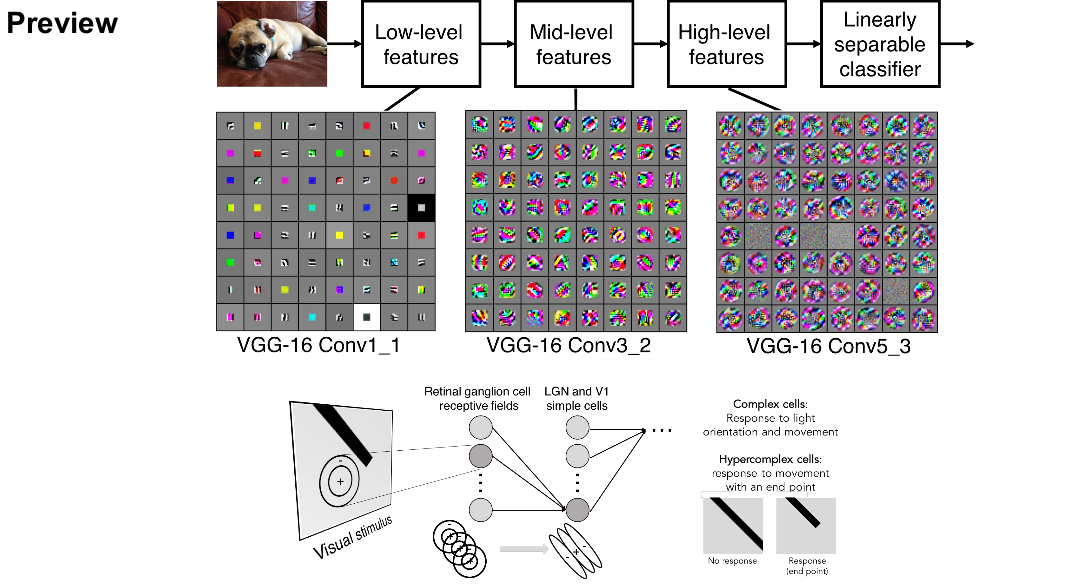 Preview
Low-level
features
Mid-level
features
High-level
features
Linearly
separable
classifier
VGG-16 Conv1_1
VGG-16 Conv3_2
VGG-16 Conv5_3
Retinal ganglion cell
receptive fields
LGN and V1
simple cells
Complex cells:
Response to light
orientation and movement
Hypercomplex cells:
response to movement
with an end point
Visual stimulus
No response
Response
(end point)